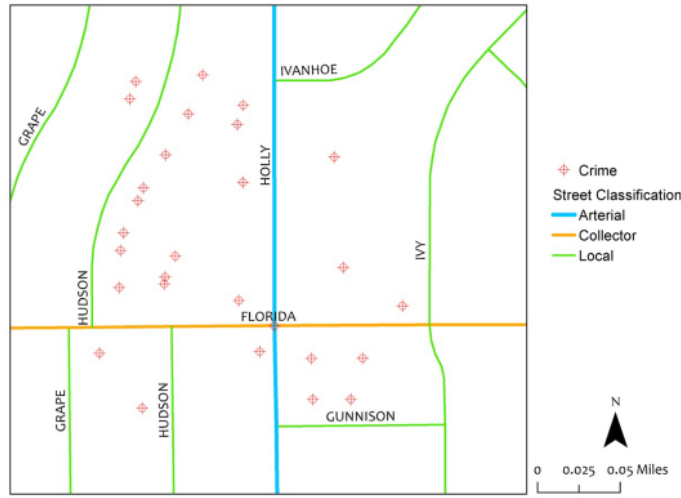 IVANHOE
GRAPE
HOLLY
Crime
Street Classification
Arterial
Collector
Local
IVY
HUDSON
FLORIDA
GRAPE
HUDSON
GUNNISON
N
0 0.025 0.05 Miles